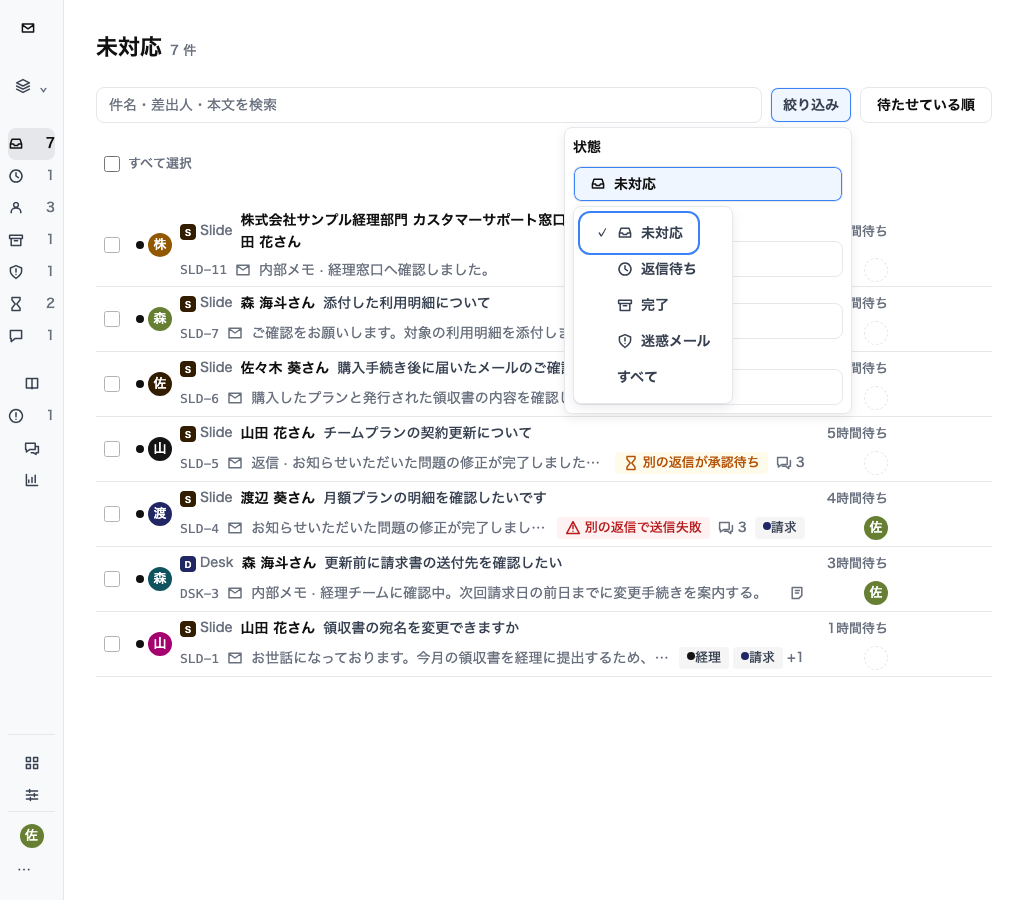 未対応 7 件
件名・差出人・本文を検索
絞り込み
待たせている順
状態
すべて選択
未対応
✓ 未対応
返信待ち
完了
迷惑メール
すべて
7
1
3
1
1
2
1
1
株
S Slide 株式会社サンプル経理部門 カスタマーサポート窓口
田 花さん
間待ち
SLD-11 内部メモ · 経理窓口へ確認しました。
森
S Slide 森 海斗さん 添付した利用明細について
間待ち
SLD-7 ご確認をお願いします。対象の利用明細を添付し
佐
S Slide 佐々木 葵さん 購入手続き後に届いたメールのご確
間待ち
SLD-6 購入したプランと発行された領収書の内容を確認し
山
S Slide 山田 花さん チームプランの契約更新について
5時間待ち
SLD-5 返信 · お知らせいただいた問題の修正が完了しました… 別の返信が承認待ち 3
渡
S Slide 渡辺 葵さん 月額プランの明細を確認したいです
4時間待ち
SLD-4 お知らせいただいた問題の修正が完了しまし… 別の返信で送信失敗 3 請求 佐
森
D Desk 森 海斗さん 更新前に請求書の送付先を確認したい
3時間待ち
DSK-3 内部メモ · 経理チームに確認中。次回請求日の前日までに変更手続きを案内する。 佐
山
S Slide 山田 花さん 領収書の宛名を変更できますか
1時間待ち
SLD-1 お世話になっております。今月の領収書を経理に提出するため、… 経理 請求 +1
佐
…